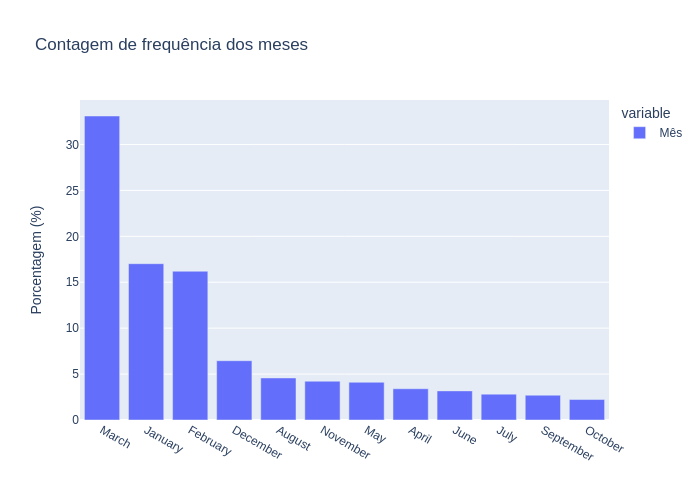 Contagem de frequência dos meses
variable
Mês
Porcentagem (%)
30
25
20
15
10
5
0
March
January
February
December
August
November
May
April
June
July
September
October